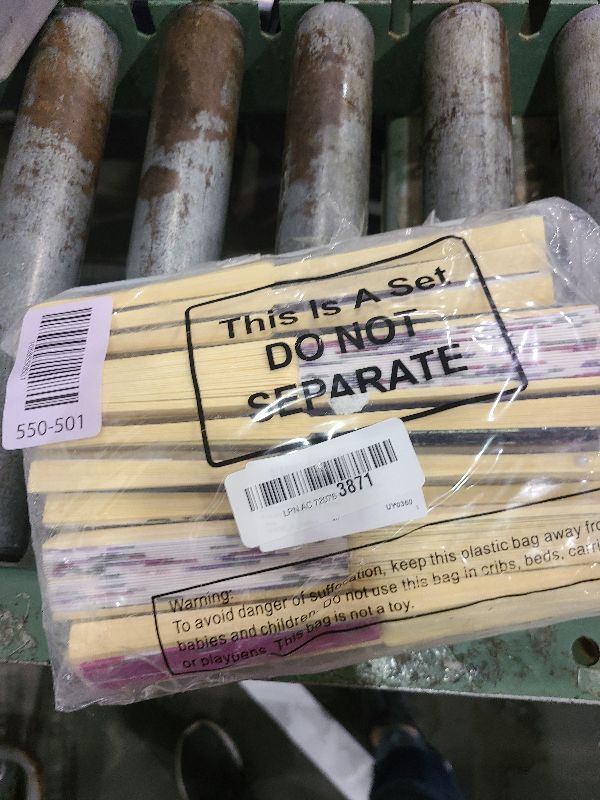 This Is A Set
DO NOT
SEPARATE
550-501
3871
UY0360
Warning:
To avoid danger of suffocation, keep this plastic bag away fro
babies and children. Do not use this bag in cribs, beds, carri
or playpens. This bag is not a toy.